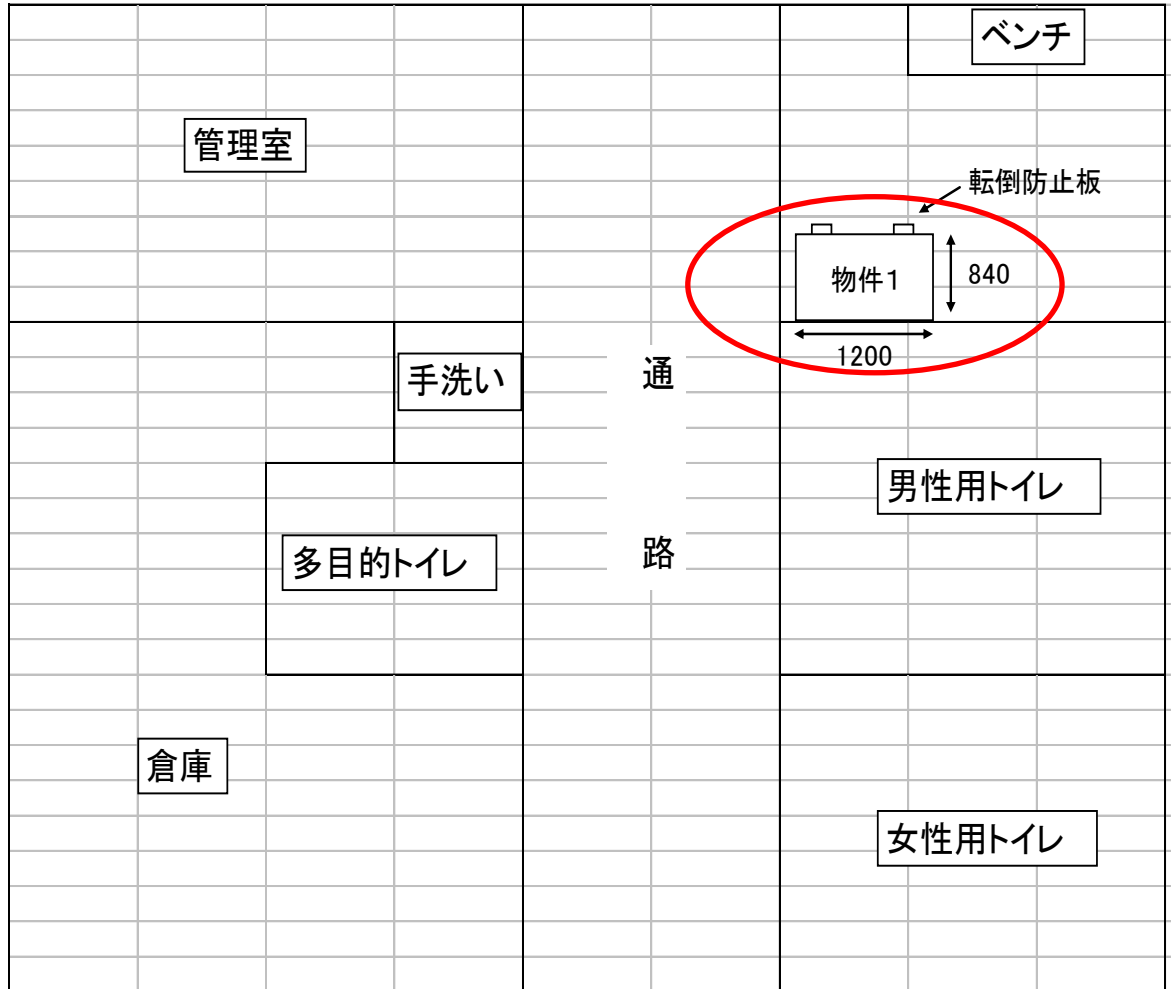 ベンチ
管理室
転倒防止板
物件1
840
1200
手洗い
通
路
男性用トイレ
多目的トイレ
倉庫
女性用トイレ